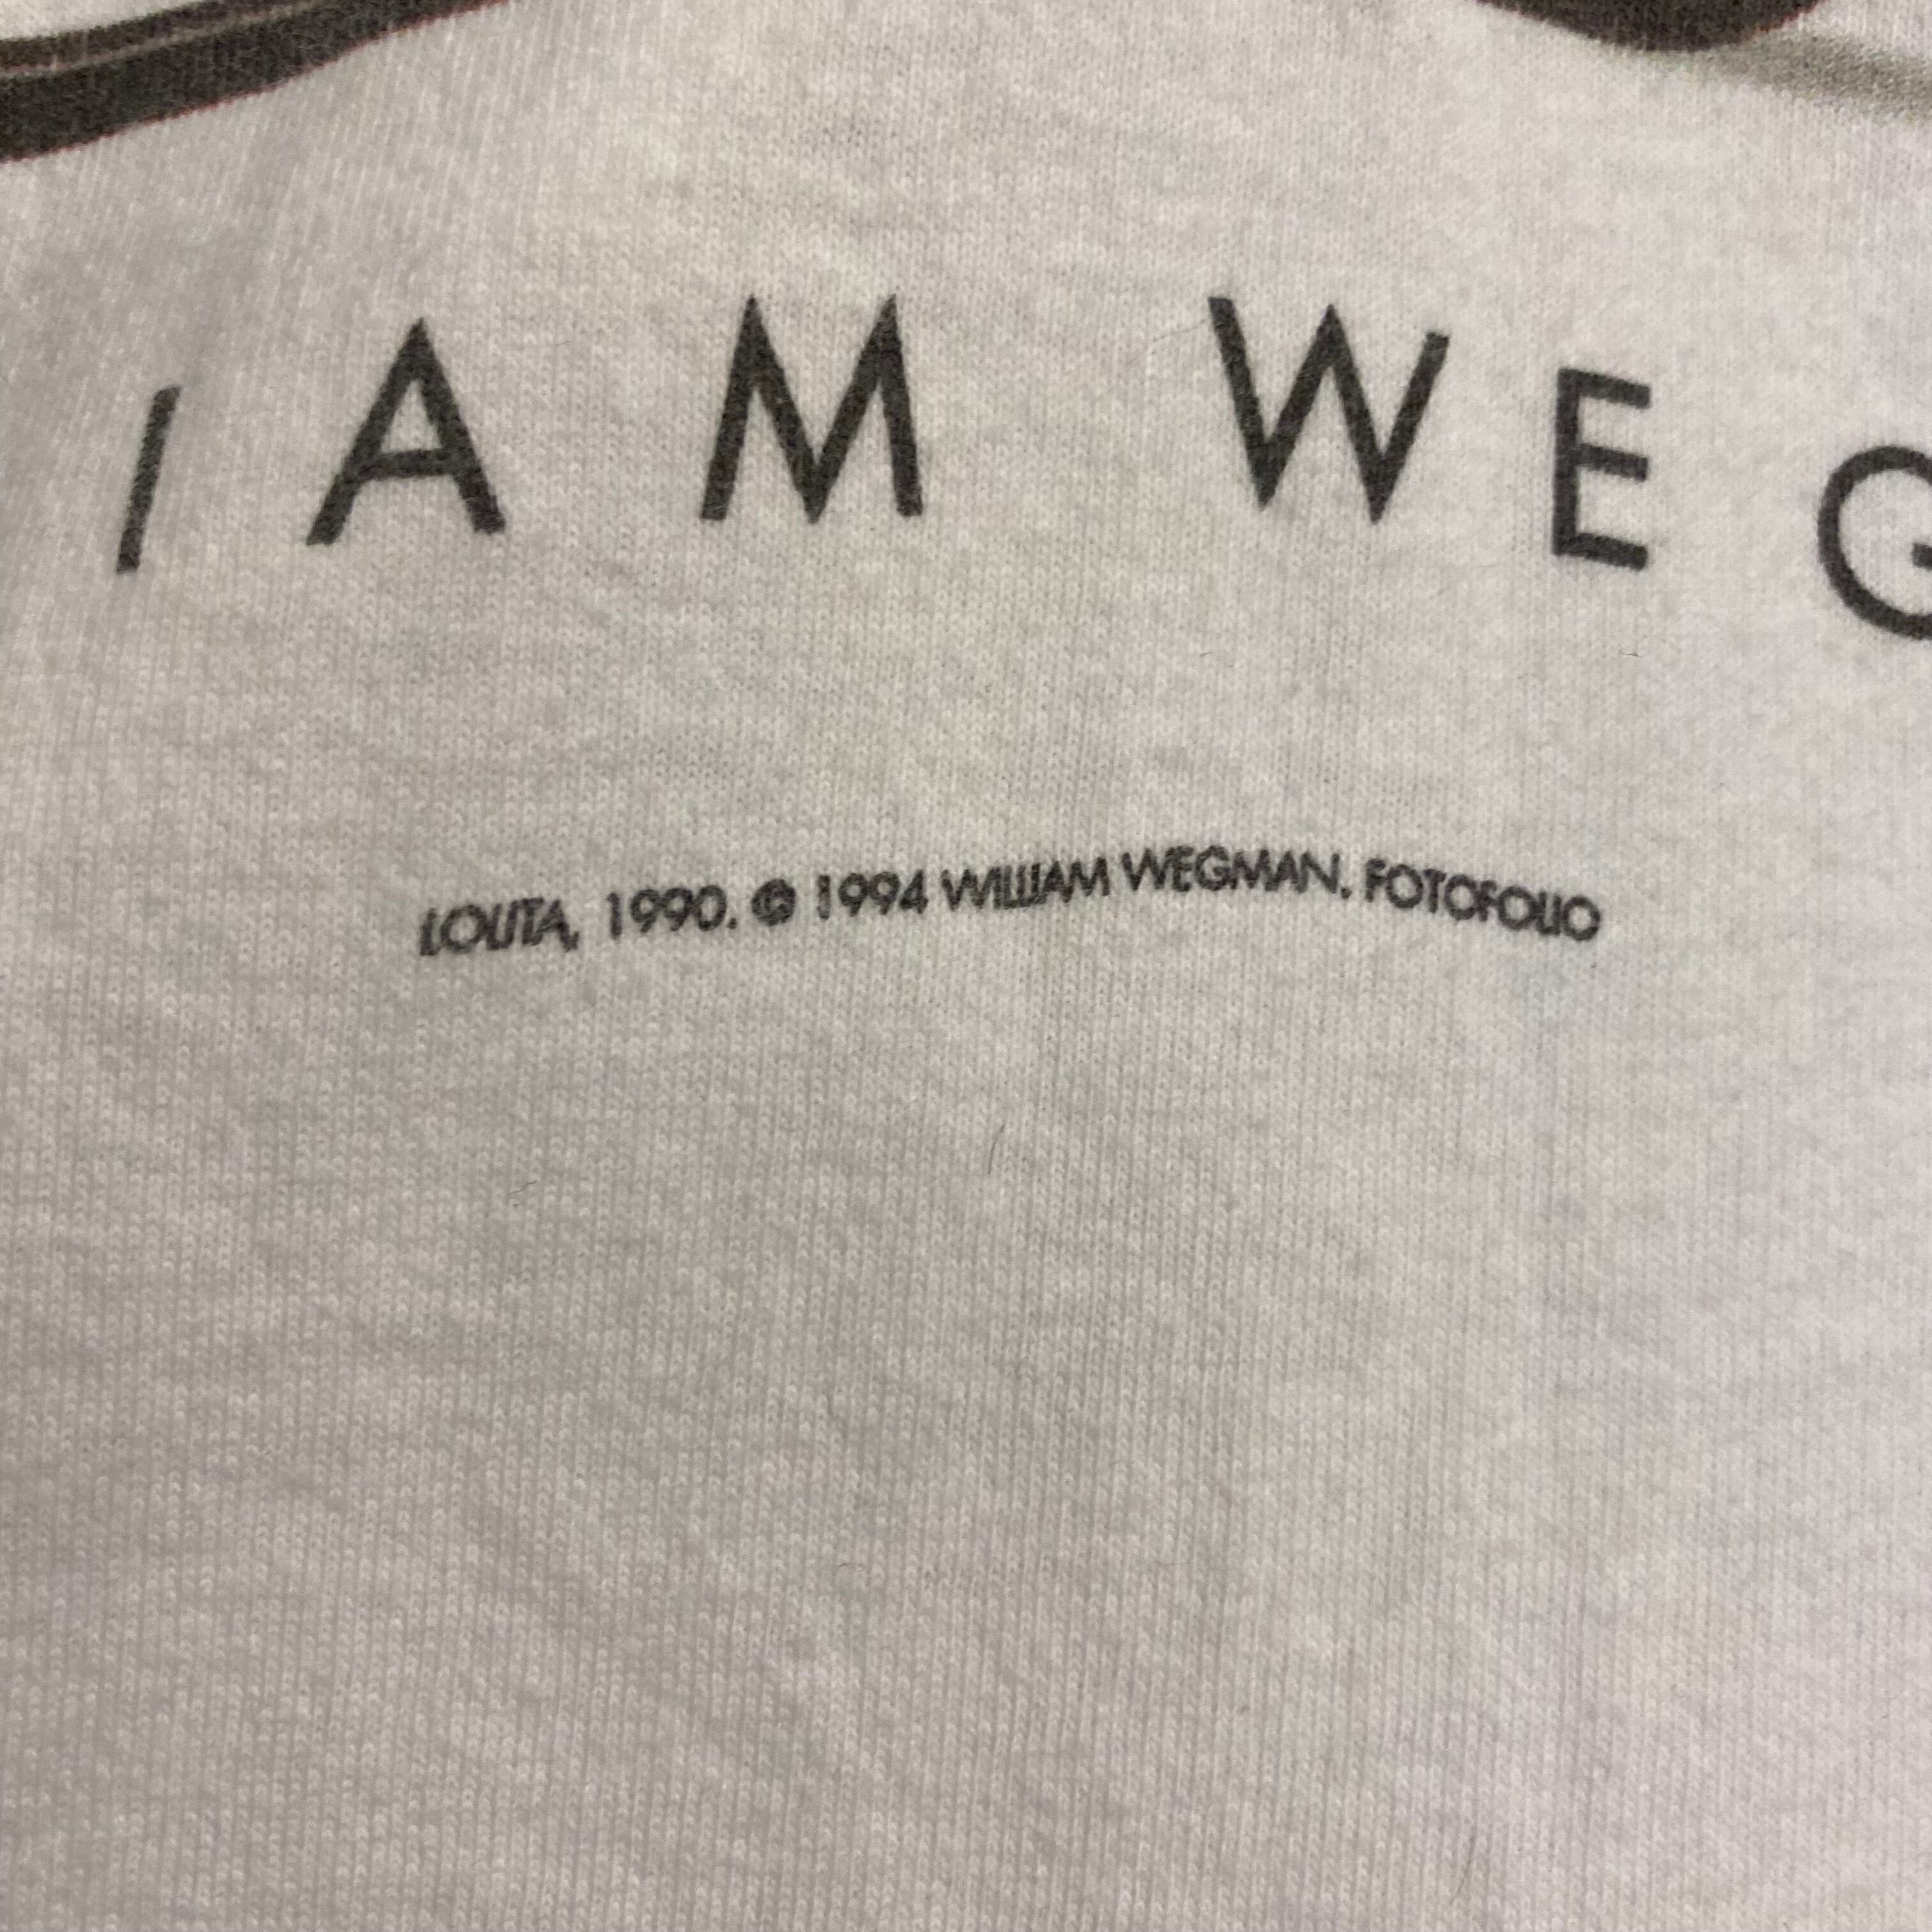 IAM WEG
LOLITA, 1990. © 1994 WILLIAM WEGMAN, FOTOFOLIO